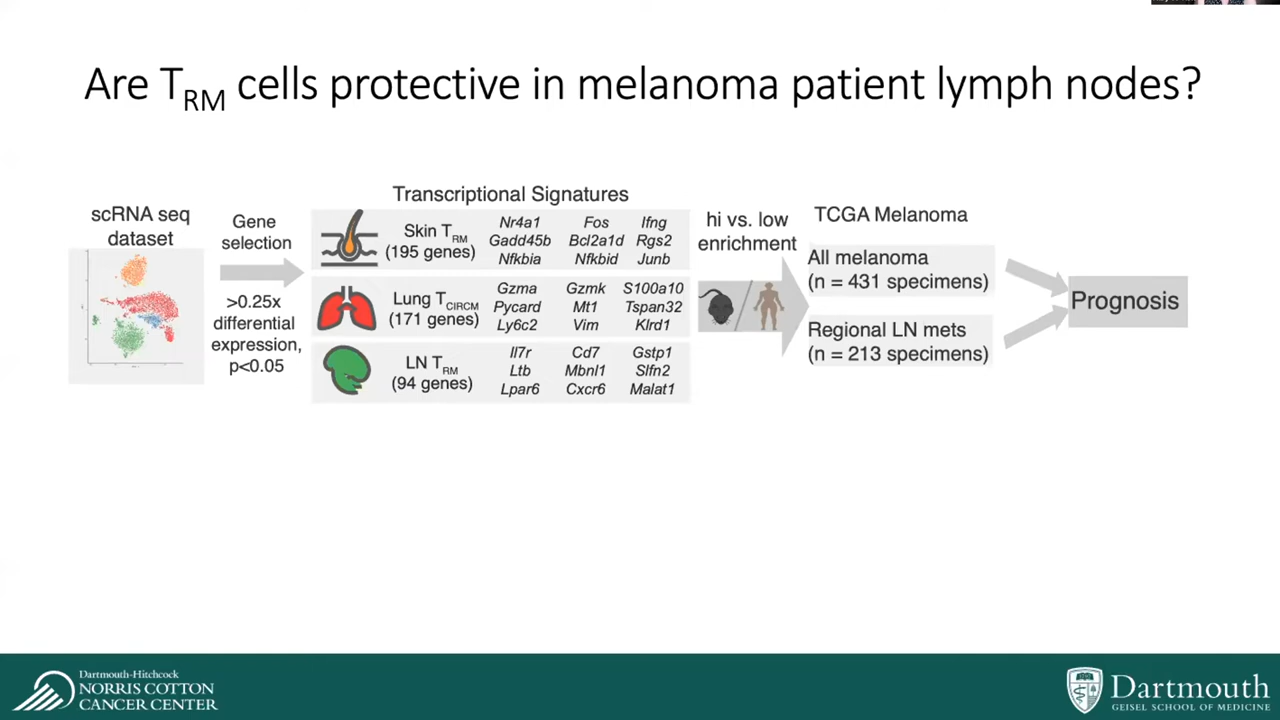 Are TRM cells protective in melanoma patient lymph nodes?
scRNA seq
dataset
Gene
selection
>0.25x
differential
expression,
p<0.05
Transcriptional Signatures
Skin TRM
(195 genes)
Nr4a1 Fos Ifng
Gadd45b Bcl2a1d Rgs2
Nfkbia Nfkbid Junb
Lung TCIRCM
(171 genes)
Gzma Gzmk S100a10
Pycard Mt1 Tspan32
Ly6c2 Vim Klrd1
LN TRM
(94 genes)
Il7r Cd7 Gstp1
Ltb Mbnl1 Slfn2
Lpar6 Cxcr6 Malat1
hi vs. low
enrichment
TCGA Melanoma
All melanoma
(n = 431 specimens)
Regional LN mets
(n = 213 specimens)
Prognosis
Dartmouth-Hitchcock
NORRIS COTTON
CANCER CENTER
Dartmouth
GEISEL SCHOOL OF MEDICINE